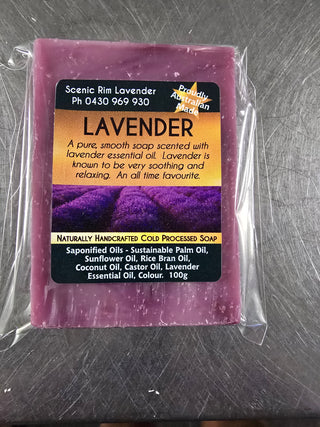 Scenic Rim Lavender
Ph 0430 969 930
Proudly
Australian
Made
LAVENDER
A pure, smooth soap scented with
lavender essential oil. Lavender is
known to be very soothing and
relaxing. An all time favourite.
Naturally Handcrafted Cold Processed Soap
Saponified Oils - Sustainable Palm Oil,
Sunflower Oil, Rice Bran Oil,
Coconut Oil, Castor Oil, Lavender
Essential Oil, Colour. 100g